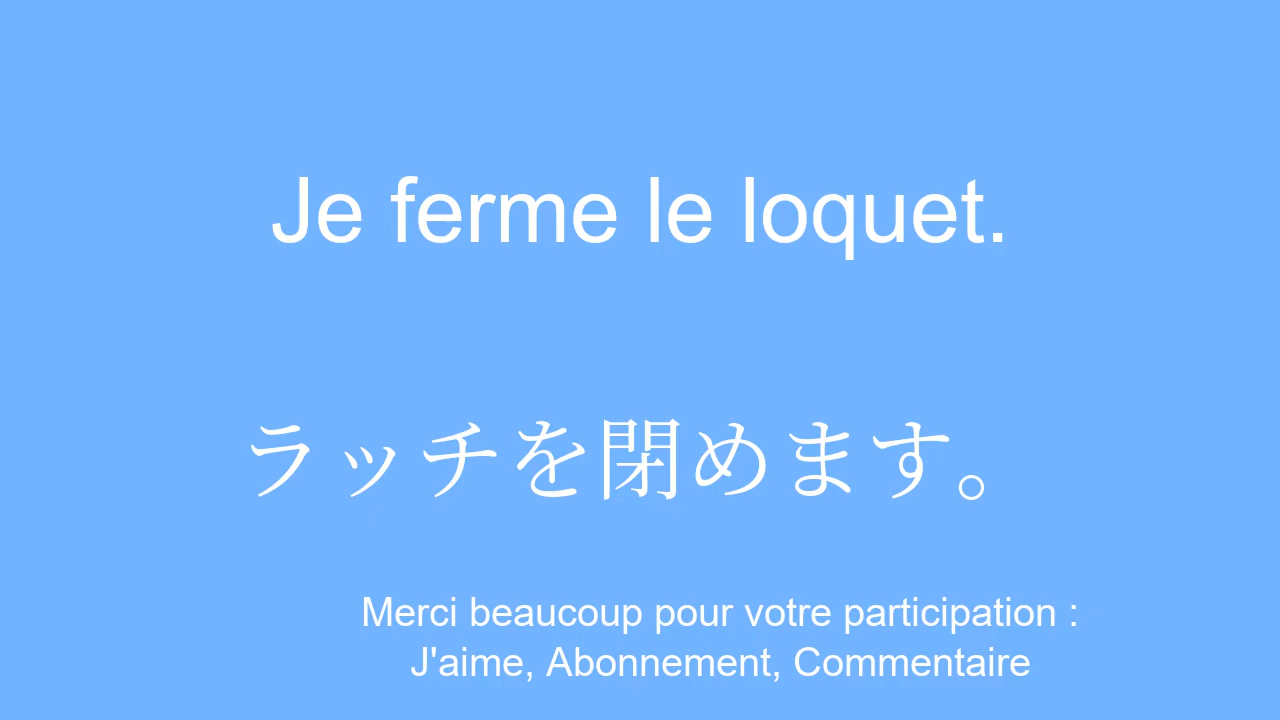 Je ferme le loquet.
ラッチを閉めます。
Merci beaucoup pour votre participation :
J'aime, Abonnement, Commentaire